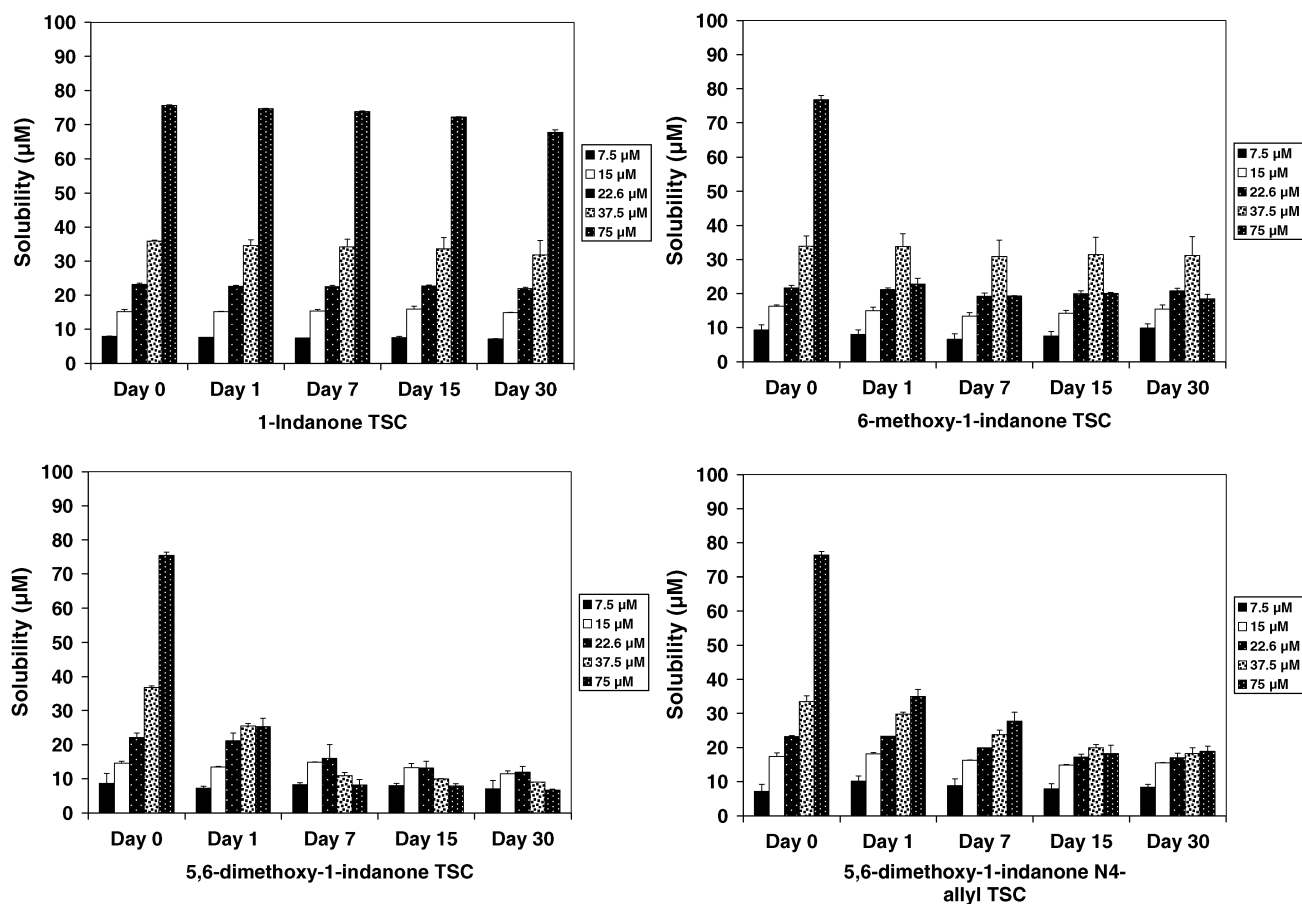 Solubility (µM)
100
90
80
70
60
50
40
30
20
10
0
Day 0 Day 1 Day 7 Day 15 Day 30
1-Indanone TSC
7.5 µM
15 µM
22.6 µM
37.5 µM
75 µM
Solubility (µM)
100
90
80
70
60
50
40
30
20
10
0
Day 0 Day 1 Day 7 Day 15 Day 30
6-methoxy-1-indanone TSC
7.5 µM
15 µM
22.6 µM
37.5 µM
75 µM
Solubility (µM)
100
90
80
70
60
50
40
30
20
10
0
Day 0 Day 1 Day 7 Day 15 Day 30
5,6-dimethoxy-1-indanone TSC
7.5 µM
15 µM
22.6 µM
37.5 µM
75 µM
Solubility (µM)
100
90
80
70
60
50
40
30
20
10
0
Day 0 Day 1 Day 7 Day 15 Day 30
5,6-dimethoxy-1-indanone N4-
allyl TSC
7.5 µM
15 µM
22.6 µM
37.5 µM
75 µM